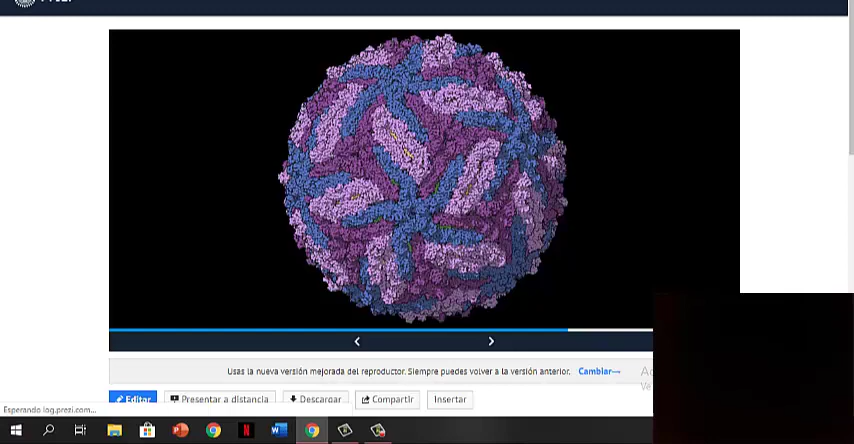 Usas la nueva versión mejorada del reproductor. Siempre puedes volver a la versión anterior. Cambiar→
Editar
Presentar a distancia
Descargar
Compartir
Insertar
Esperando log.prezi.com...